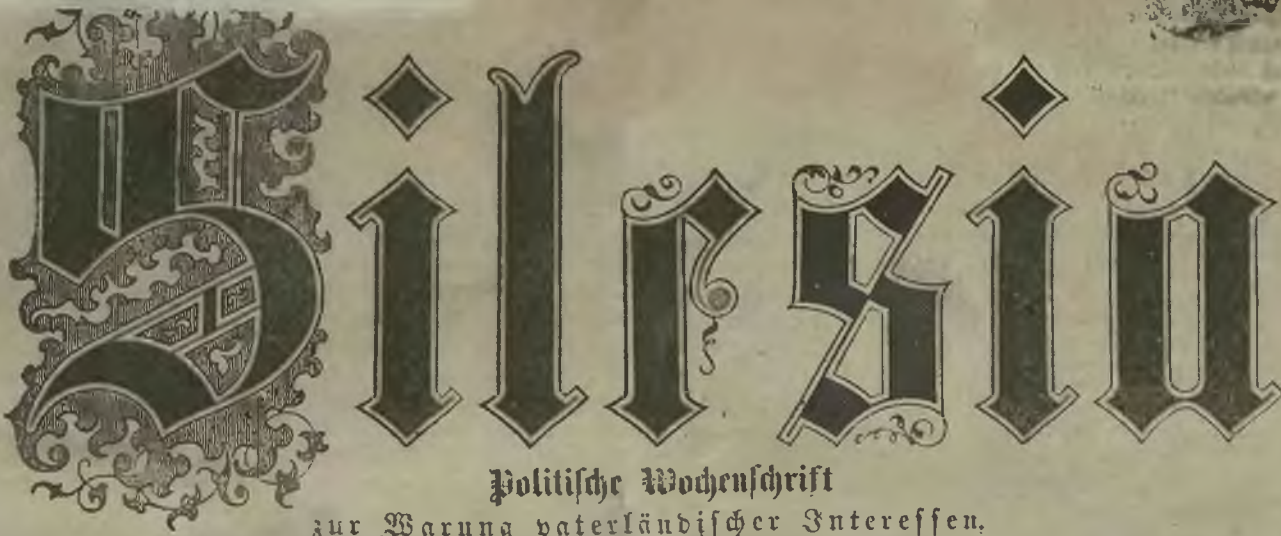 Silesia
Politische Wochenschrift
zur Warung vaterländischer Interessen.